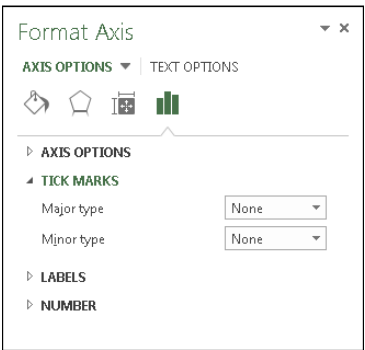 Format Axis
AXIS OPTIONS TEXT OPTIONS
AXIS OPTIONS
TICK MARKS
Major type None
Minor type None
LABELS
NUMBER